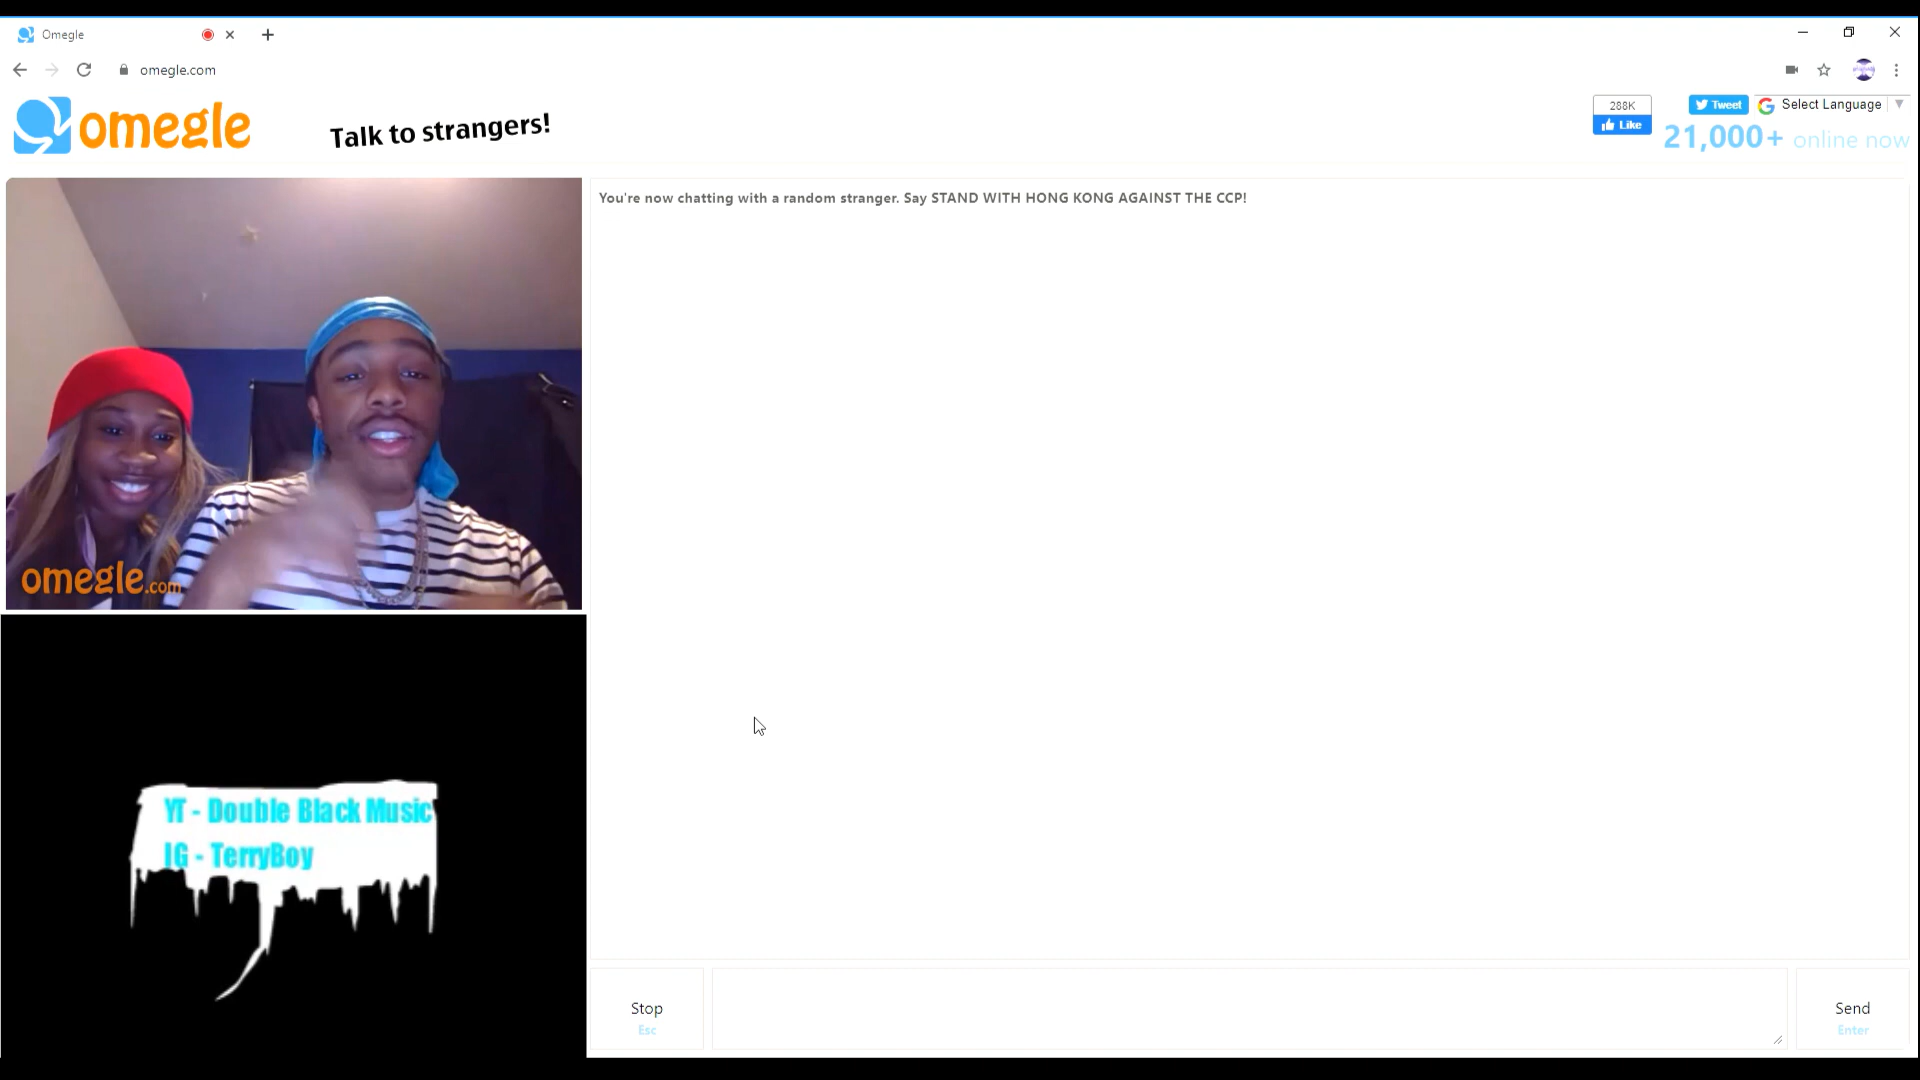 Omegle
omegle.com
omegle
Talk to strangers!
288K
Like
Tweet
Select Language
21,000+ online now
You're now chatting with a random stranger. Say STAND WITH HONG KONG AGAINST THE CCP!
omegle.com
YT - Double Black Music
IG - TerryBoy
Stop
Esc
Send
Enter